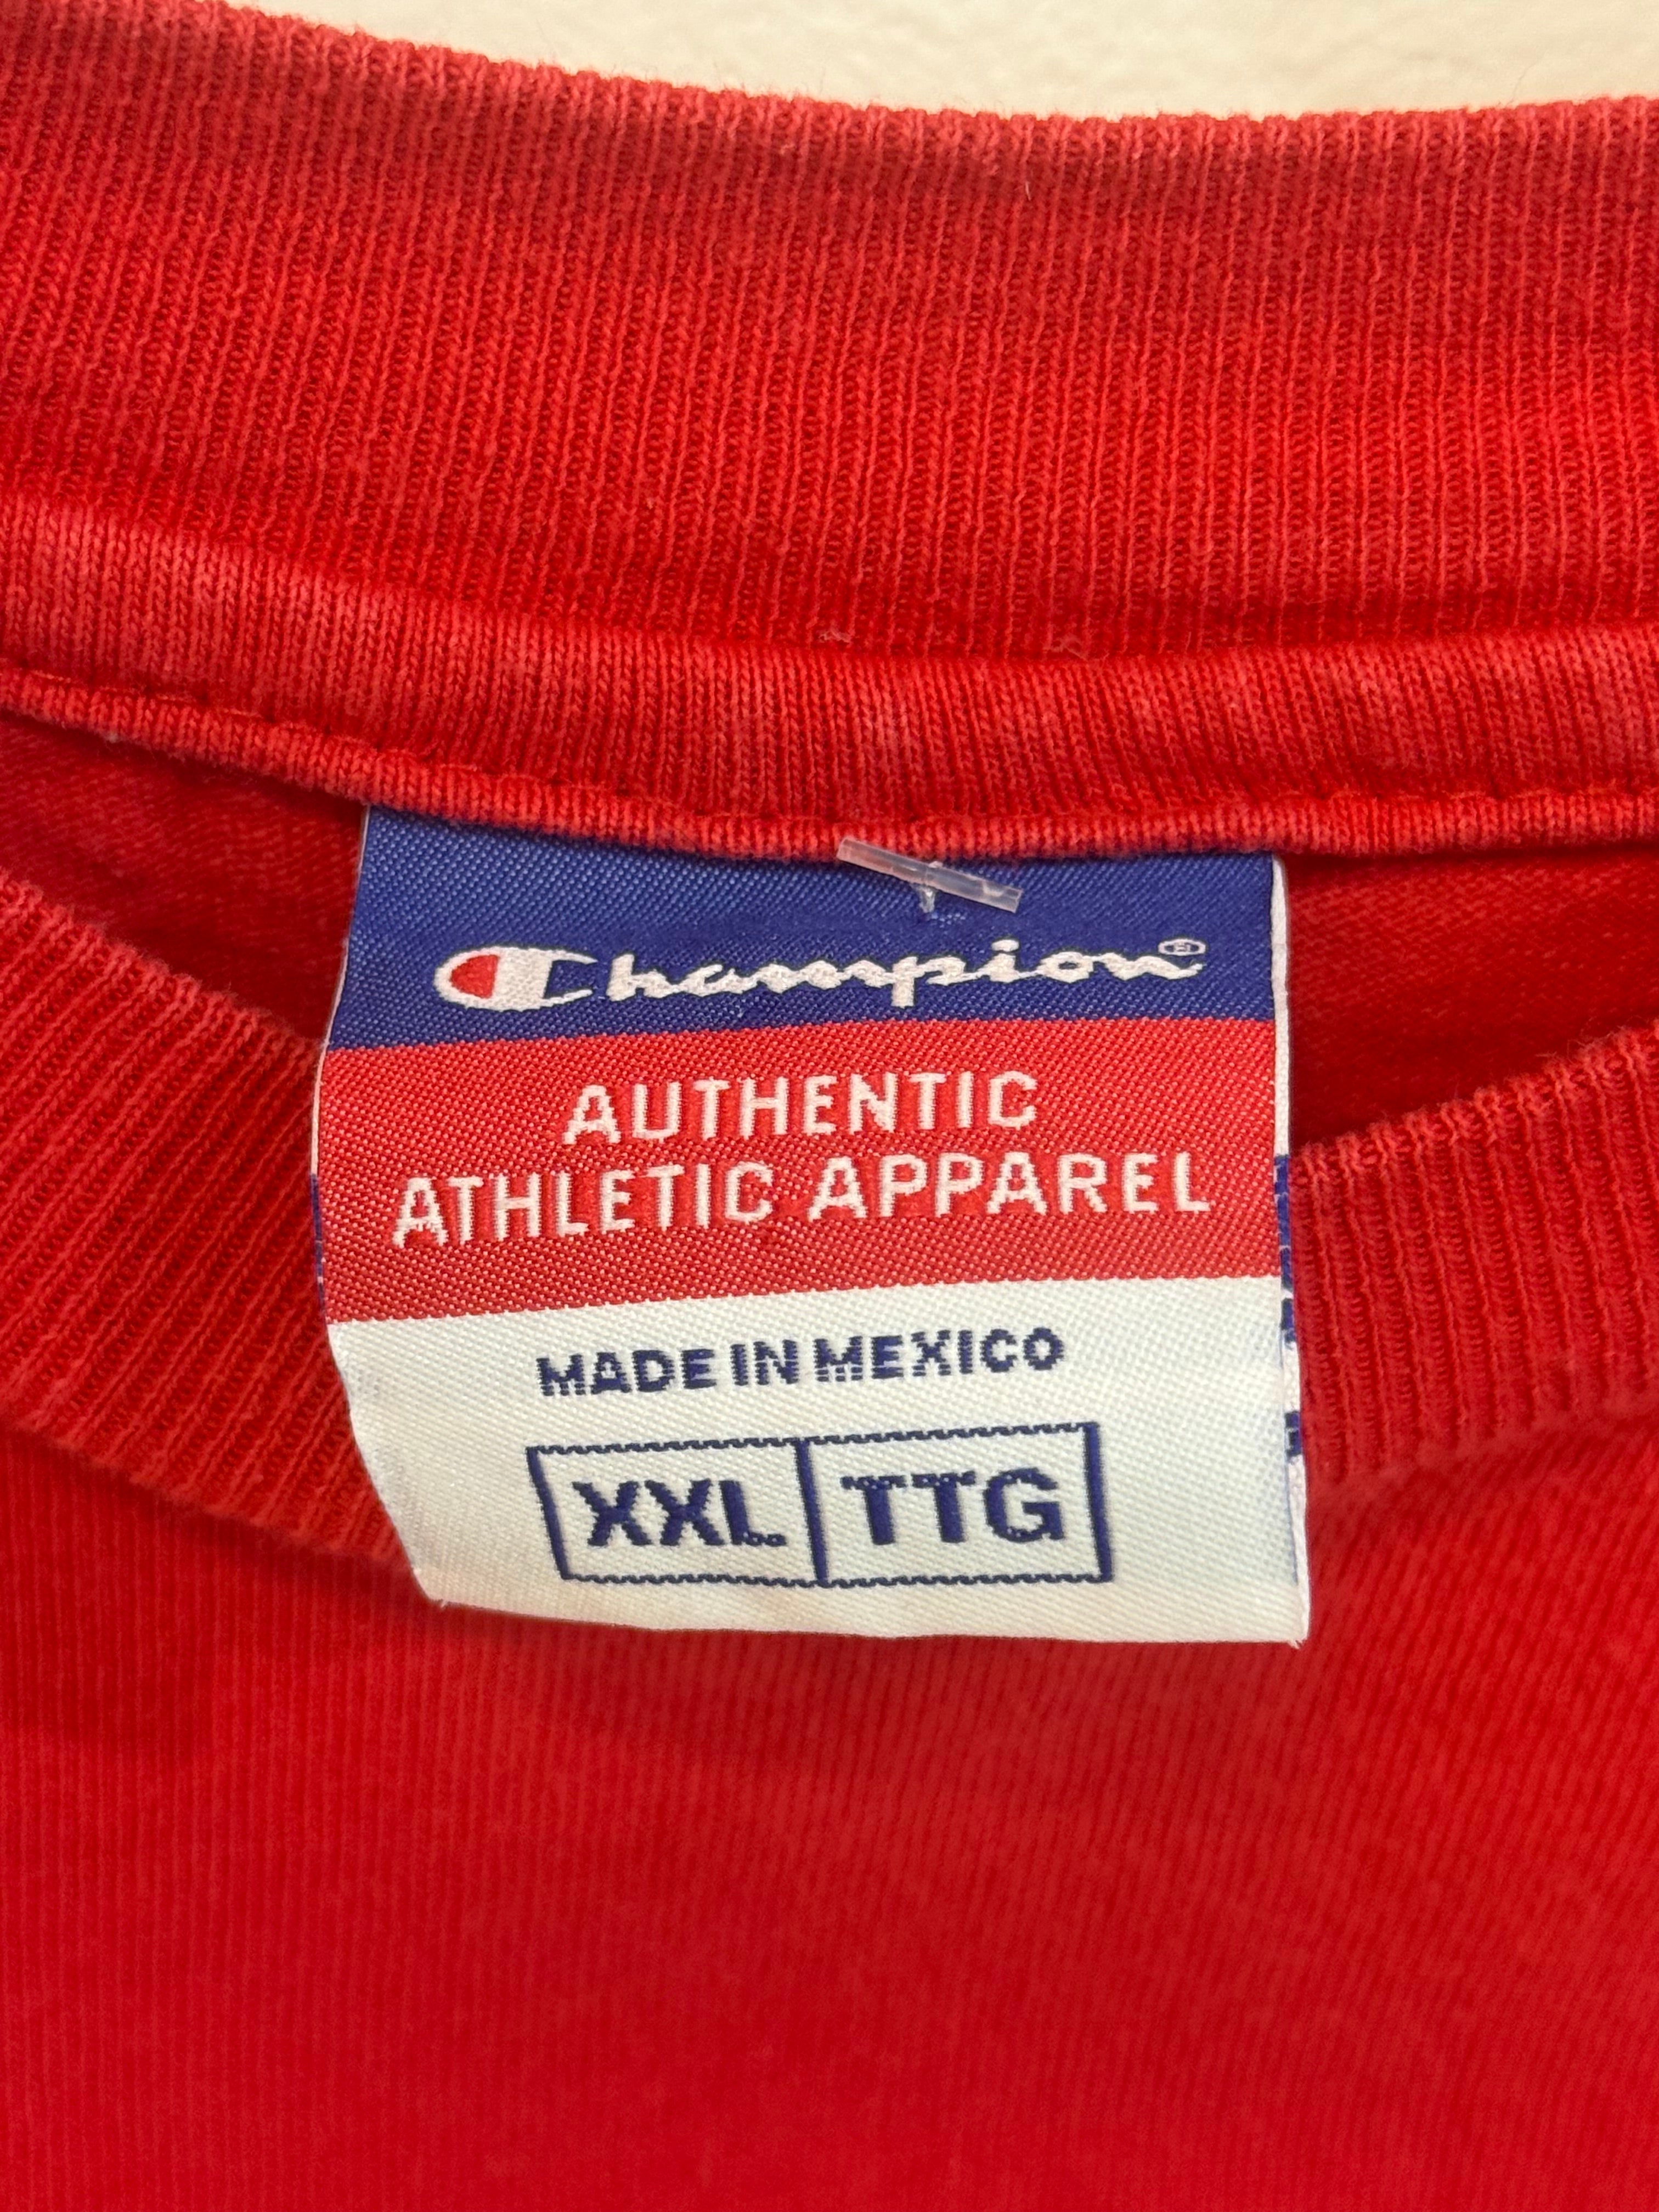 Champion®
AUTHENTIC
ATHLETIC APPAREL
MADE IN MEXICO
XXL TTG